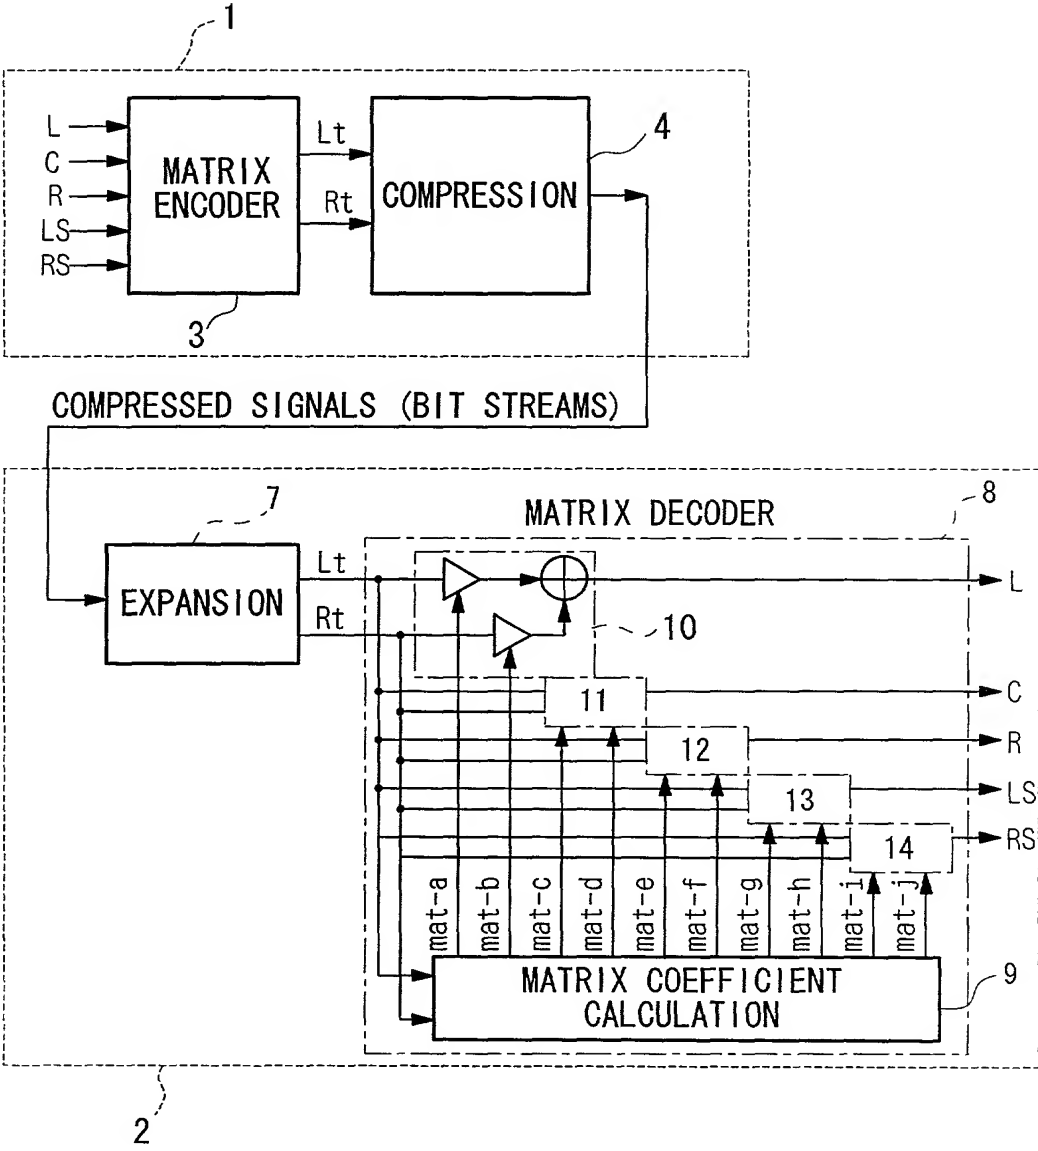 1
L
C
R
LS
RS
MATRIX
ENCODER
Lt
Rt
COMPRESSION
4
3
COMPRESSED SIGNALS (BIT STREAMS)
7
MATRIX DECODER
8
EXPANSION
Lt
Rt
L
10
11
C
12
R
13
LS
14
RS
mat-a
mat-b
mat-c
mat-d
mat-e
mat-f
mat-g
mat-h
mat-i
mat-j
MATRIX COEFFICIENT
CALCULATION
9
2